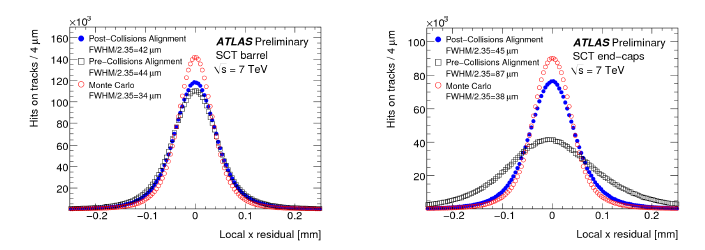 ×10³
Hits on tracks / 4 μm
160
140
120
100
80
60
40
20
Post−Collisions Alignment
FWHM/2.35=42 μm
Pre−Collisions Alignment
FWHM/2.35=44 μm
Monte Carlo
FWHM/2.35=34 μm
ATLAS Preliminary
SCT barrel
√s = 7 TeV
−0.2 −0.1 0 0.1 0.2
Local x residual [mm]
×10³
Hits on tracks / 4 μm
100
80
60
40
20
0
Post−Collisions Alignment
FWHM/2.35=45 μm
Pre−Collisions Alignment
FWHM/2.35=87 μm
Monte Carlo
FWHM/2.35=38 μm
ATLAS Preliminary
SCT end−caps
√s = 7 TeV
−0.2 −0.1 0 0.1 0.2
Local x residual [mm]